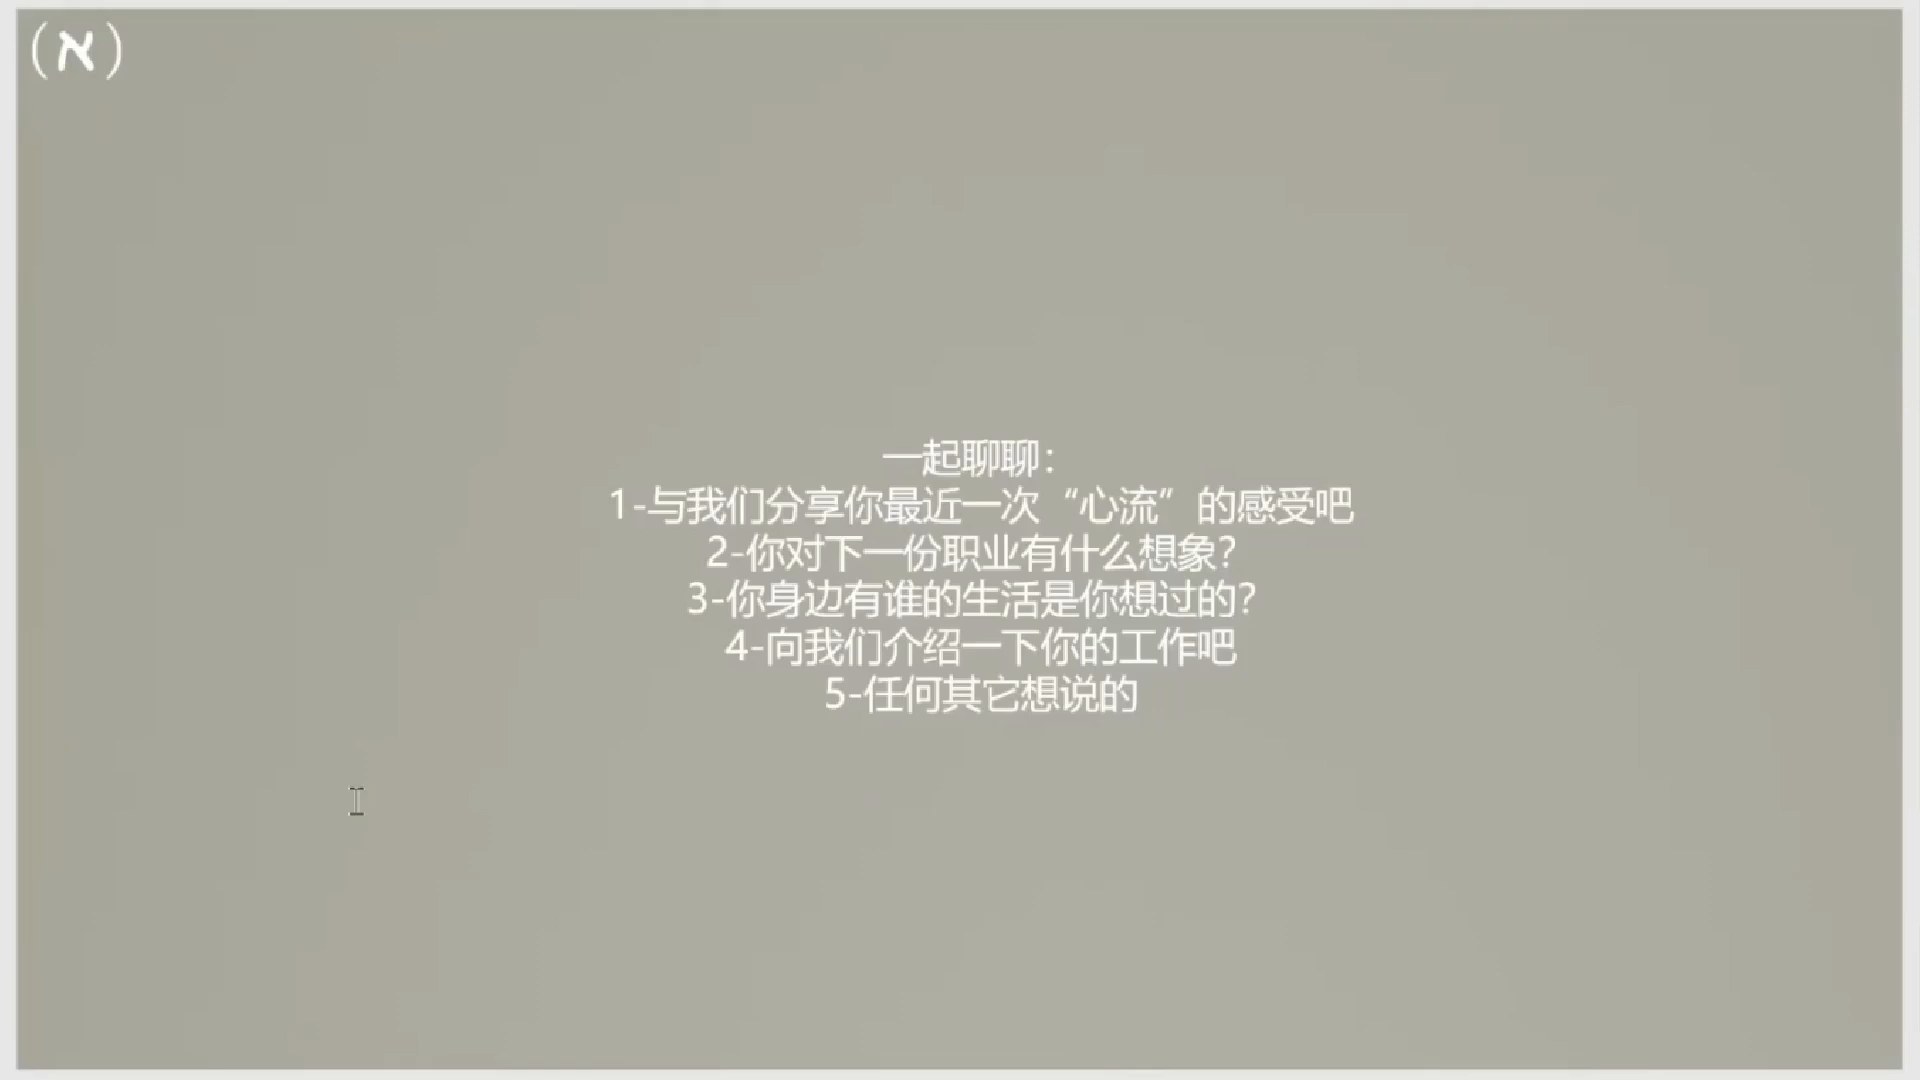 (א)
一起聊聊：
1-与我们分享你最近一次“心流”的感受吧
2-你对下一份职业有什么想象？
3-你身边有谁的生活是你想过的？
4-向我们介绍一下你的工作吧
5-任何其它想说的